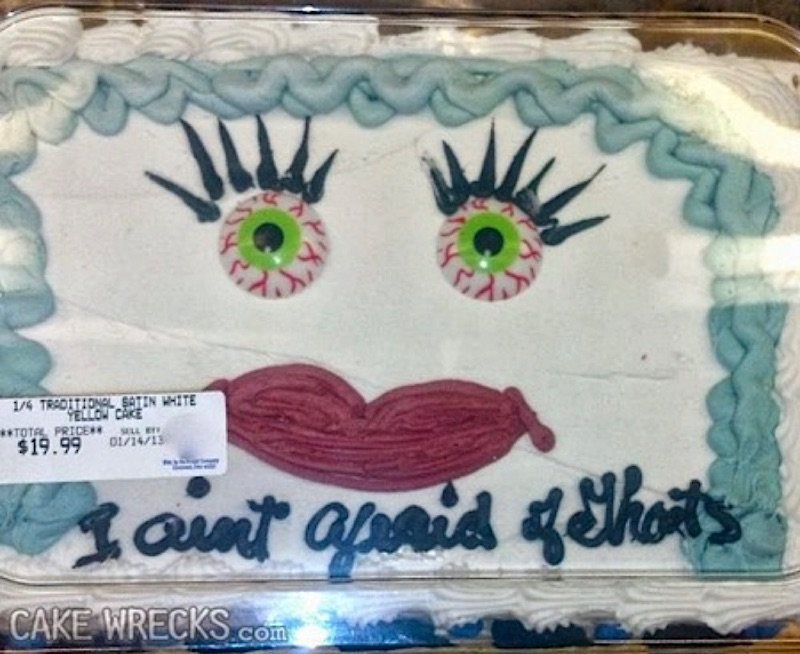 1/4 TRADITIONAL SATIN WHITE
YELLOW CAKE
**TOTAL PRICE** SELL BY:
$19.99 01/14/13
I aint afraid of Ghosts
CAKE WRECKS.com